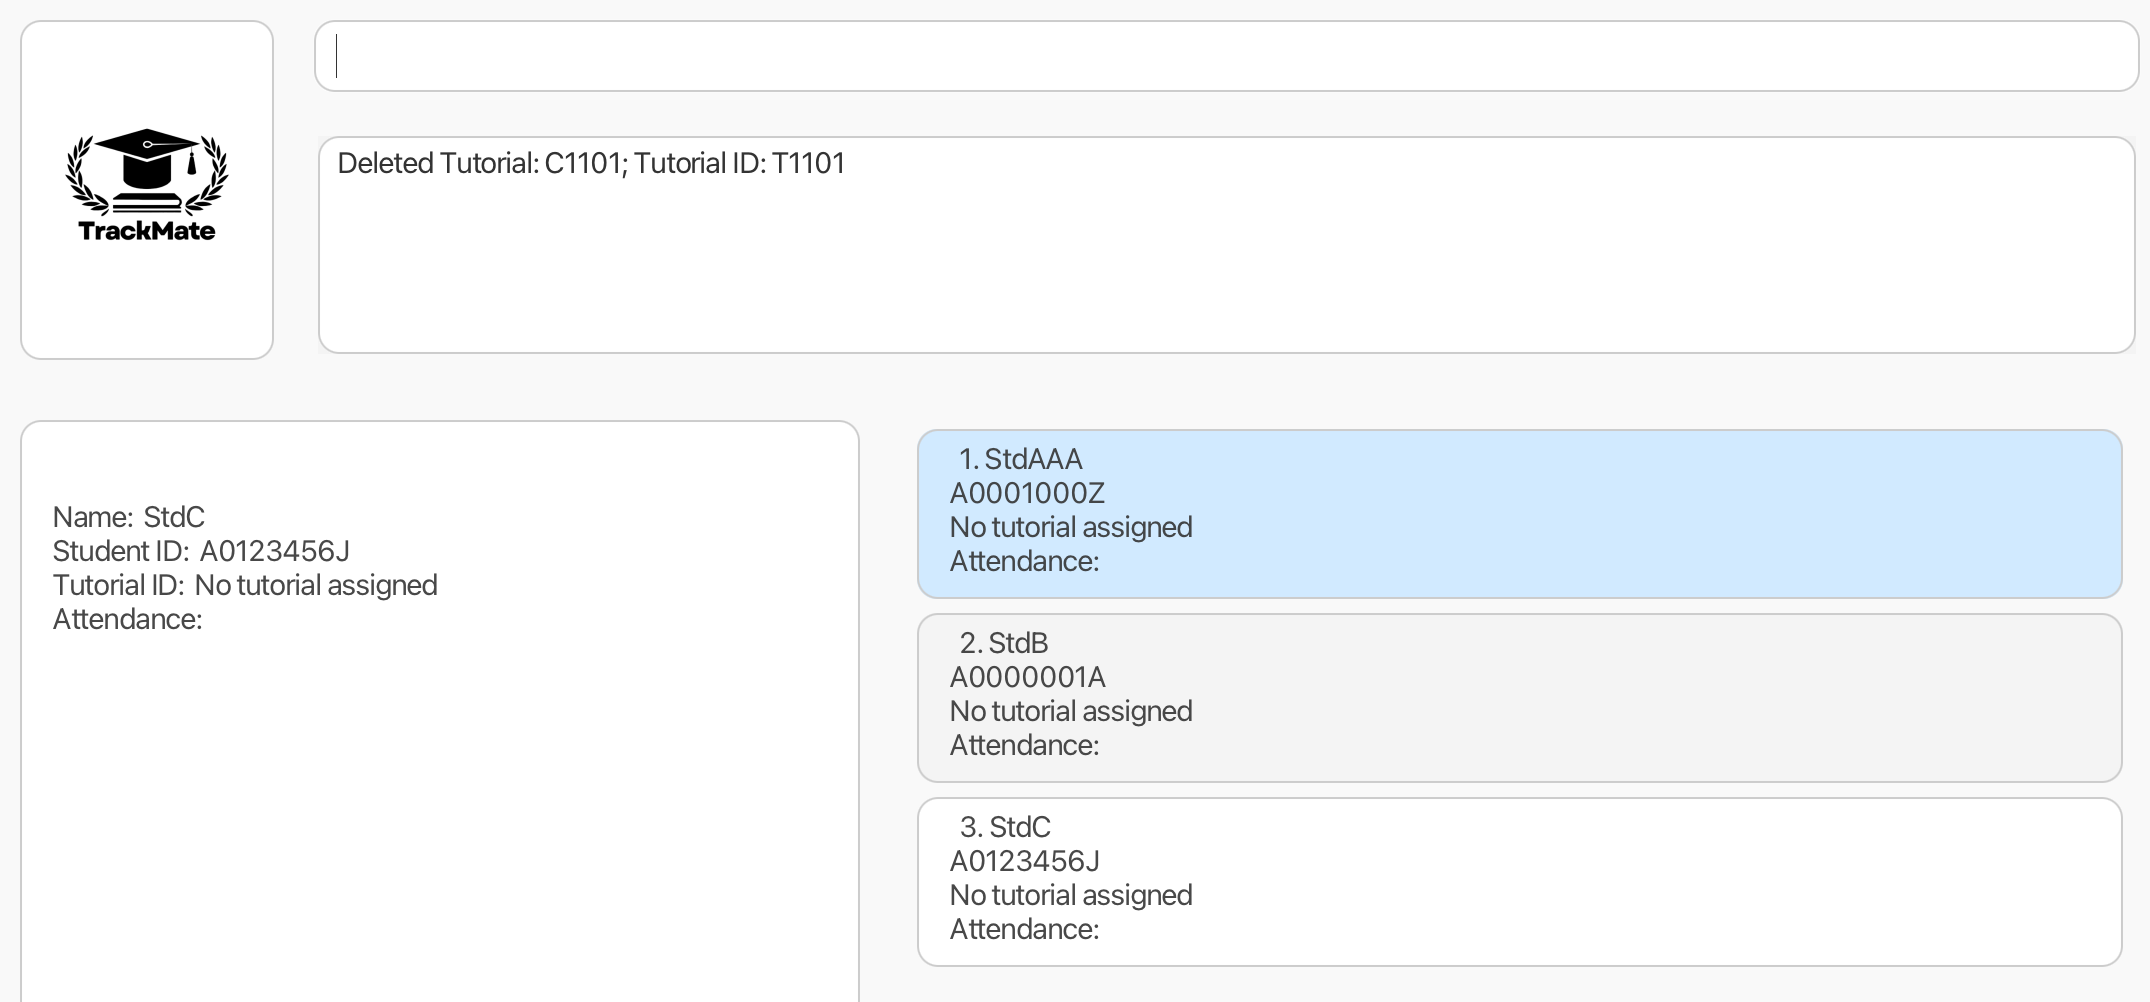 TrackMate
Deleted Tutorial: C1101; Tutorial ID: T1101
Name: StdC
Student ID: A0123456J
Tutorial ID: No tutorial assigned
Attendance:
1. StdAAA
A0001000Z
No tutorial assigned
Attendance:
2. StdB
A0000001A
No tutorial assigned
Attendance:
3. StdC
A0123456J
No tutorial assigned
Attendance: